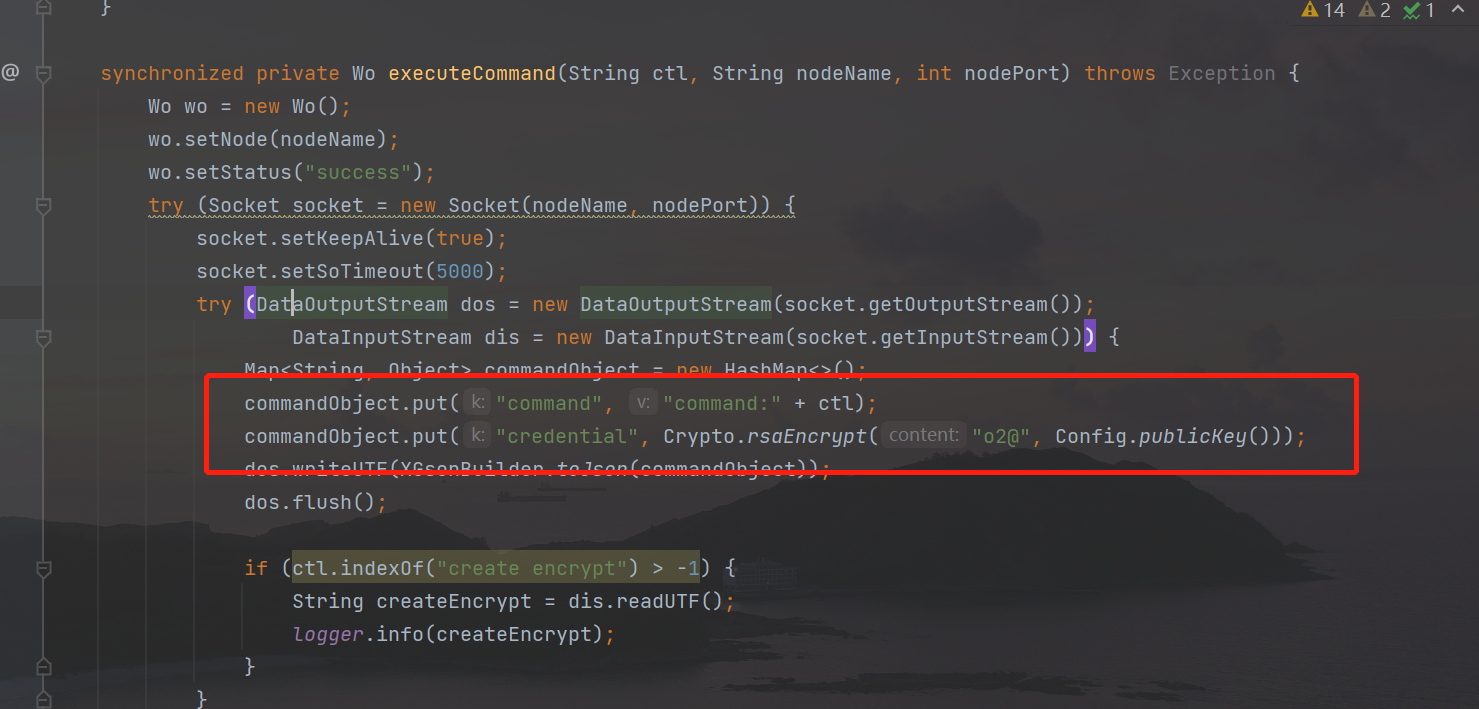 14 2 1
}
@
synchronized private Wo executeCommand(String ctl, String nodeName, int nodePort) throws Exception {
Wo wo = new Wo();
wo.setNode(nodeName);
wo.setStatus("success");
try (Socket socket = new Socket(nodeName, nodePort)) {
socket.setKeepAlive(true);
socket.setSoTimeout(5000);
try (DataOutputStream dos = new DataOutputStream(socket.getOutputStream());
DataInputStream dis = new DataInputStream(socket.getInputStream())) {
Map<String, Object> commandObject = new HashMap<>();
commandObject.put( k: "command", v: "command:" + ctl);
commandObject.put( k: "credential", Crypto.rsaEncrypt( content: "o2@", Config.publicKey()));
dos.writeUTF(XGsonBuilder.toJson(commandObject));
dos.flush();
if (ctl.indexOf("create encrypt") > -1) {
String createEncrypt = dis.readUTF();
logger.info(createEncrypt);
}
}